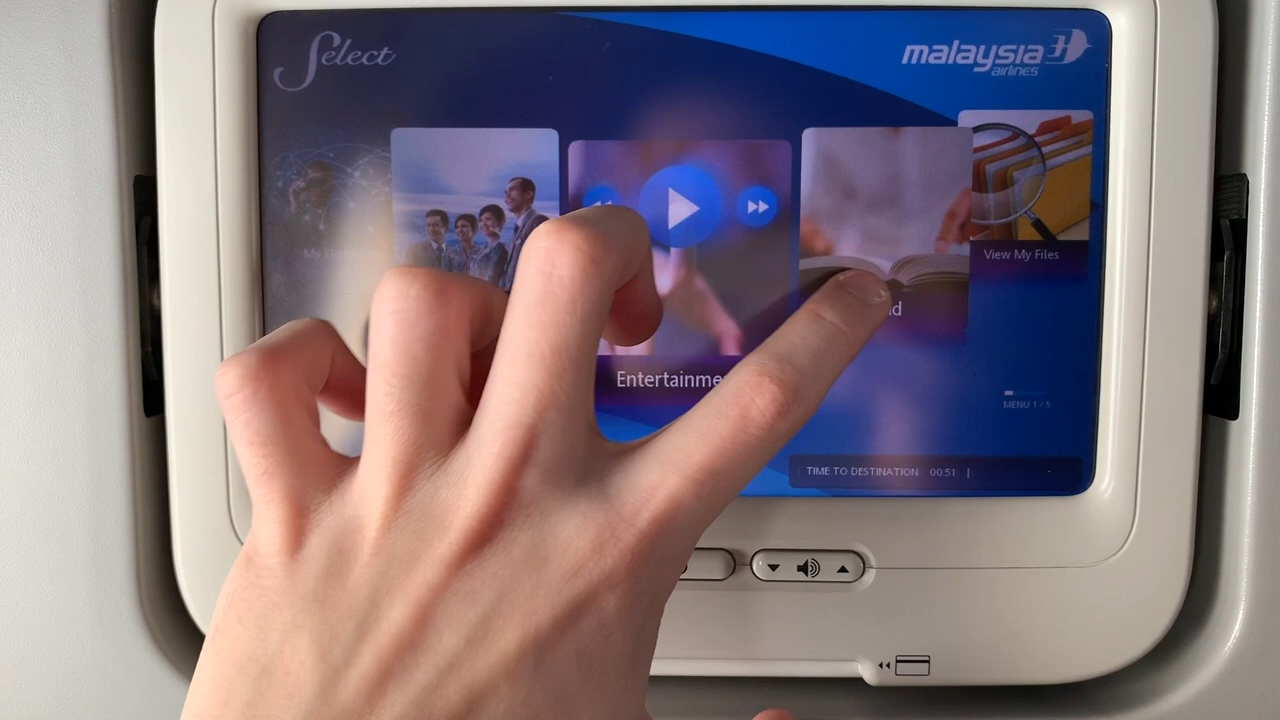 Select
malaysia
airlines
View My Files
Entertainme
MENU 1 / 5
TIME TO DESTINATION 00:51 |